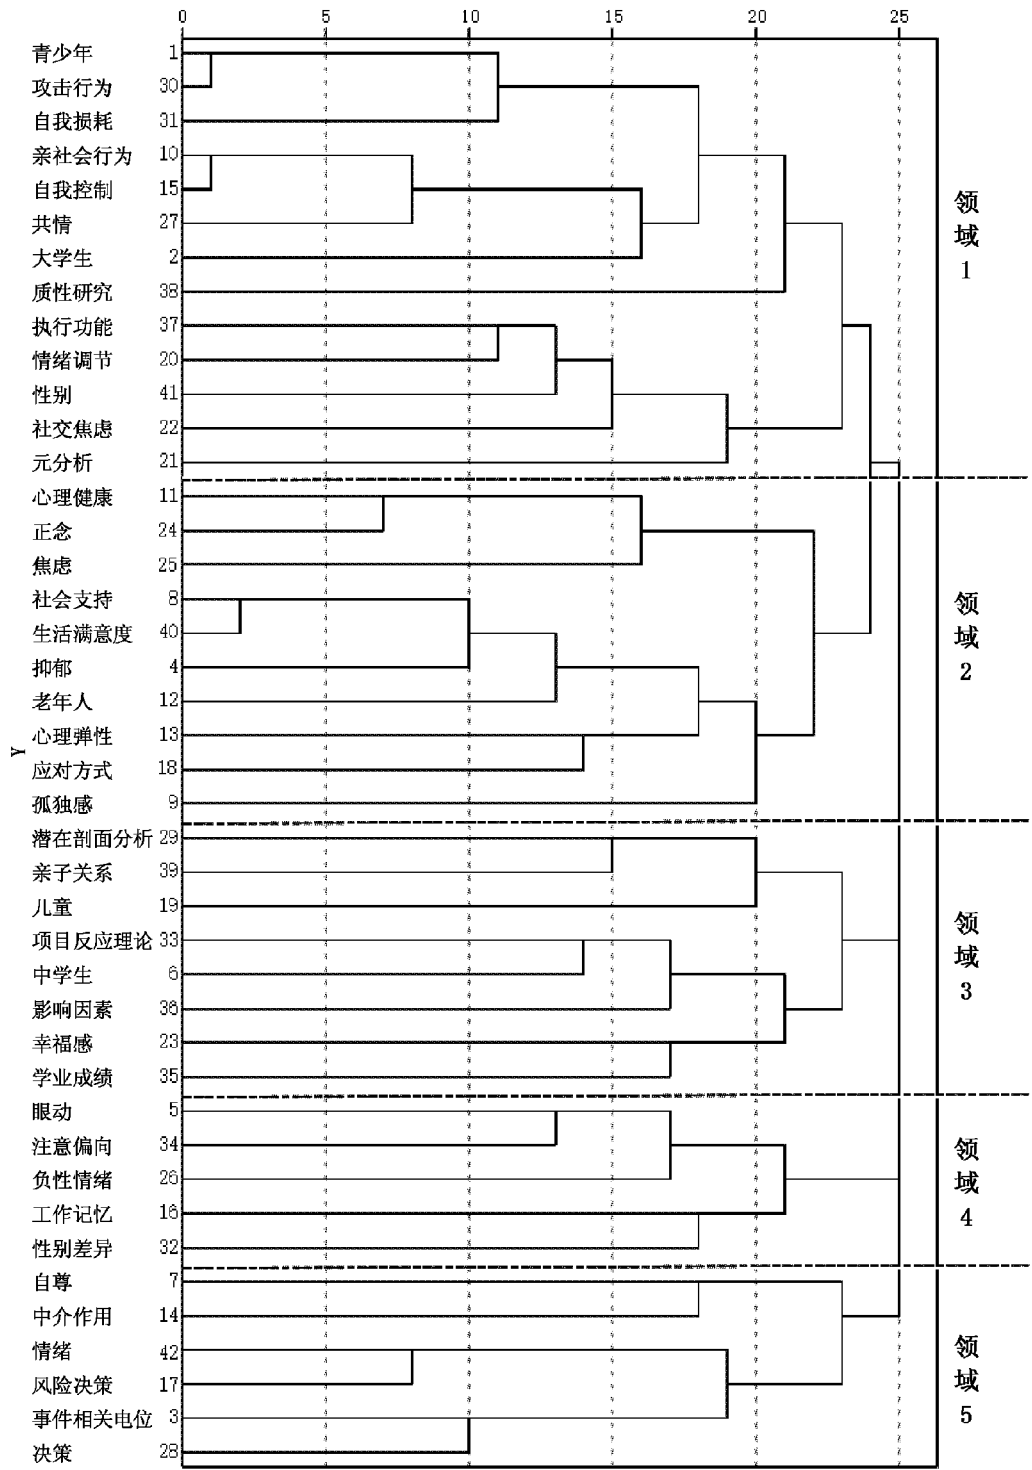 0 5 10 15 20 25
青少年 1
攻击行为 30
自我损耗 31
亲社会行为 10
自我控制 15
共情 27
大学生 2
质性研究 38
执行功能 37
情绪调节 20
性别 41
社交焦虑 22
元分析 21
领域1
心理健康 11
正念 24
焦虑 25
社会支持 8
生活满意度 40
抑郁 4
老年人 12
心理弹性 13
应对方式 18
孤独感 9
领域2
Y
潜在剖面分析 29
亲子关系 39
儿童 19
项目反应理论 33
中学生 6
影响因素 36
幸福感 23
学业成绩 35
领域3
眼动 5
注意偏向 34
负性情绪 26
工作记忆 16
性别差异 32
领域4
自尊 7
中介作用 14
情绪 42
风险决策 17
事件相关电位 3
决策 28
领域5